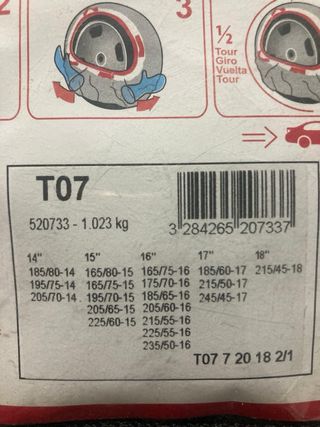 2
3
½
Tour
Giro
Vuelta
Tour
T07
520733 - 1.023 kg
3 284265 207337
14" 15" 16" 17" 18"
185/80-14 165/80-15 165/75-16 185/60-17 215/45-18
195/75-14 165/75-15 175/70-16 215/50-17
205/70-14 195/70-15 185/65-16 245/45-17
205/65-15 205/60-16
225/60-15 215/55-16
225/55-16
235/50-16
T07 7 20 18 2/1